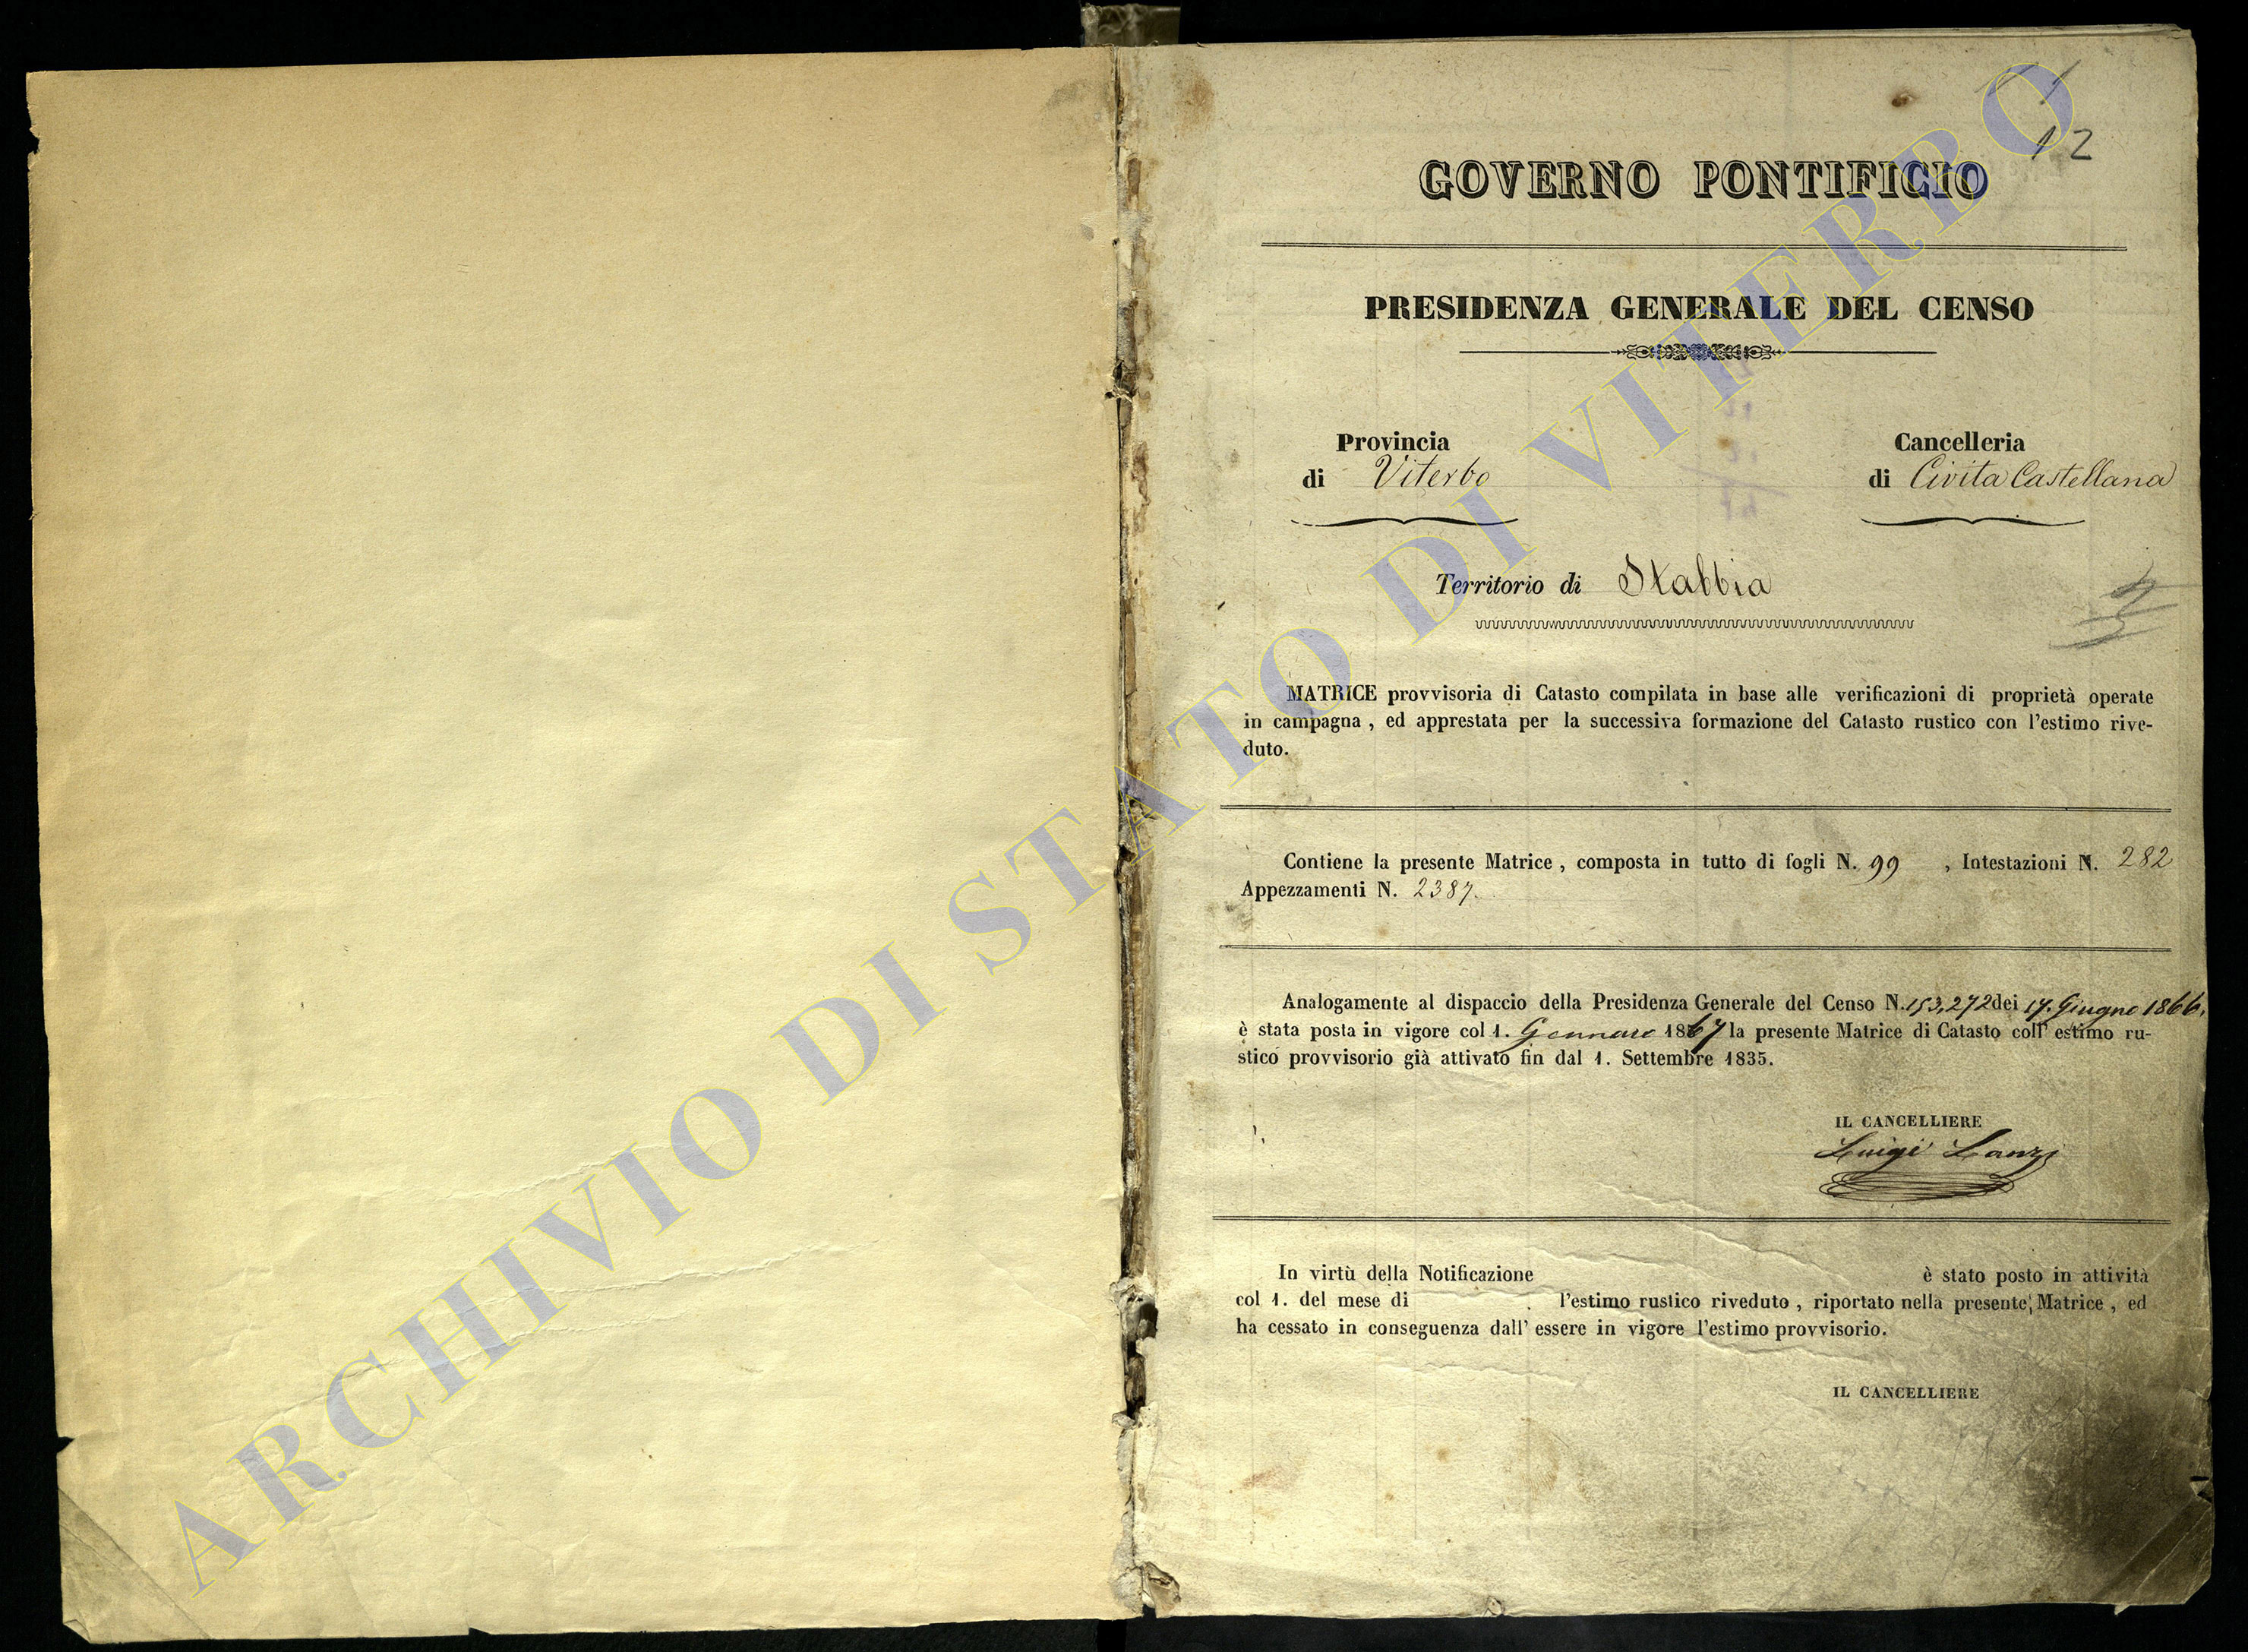 11
12
GOVERNO PONTIFICIO
PRESIDENZA GENERALE DEL CENSO
Provincia
di Viterbo
Cancelleria
di Civita Castellana
Territorio di Stabbia
MATRICE provvisoria di Catasto compilata in base alle verificazioni di proprietà operate
in campagna, ed apprestata per la successiva formazione del Catasto rustico con l'estimo rive-
duto.
Contiene la presente Matrice, composta in tutto di fogli N. 99, Intestazioni N. 282
Appezzamenti N. 2387.
Analogamente al dispaccio della Presidenza Generale del Censo N. 153,272 dei 17. Giugno 1866.
è stata posta in vigore col 1. Gennaro 1867 la presente Matrice di Catasto coll' estimo ru-
stico provvisorio già attivato fin dal 1. Settembre 1835.
IL CANCELLIERE
Luigi Lanzi
In virtù della Notificazione è stato posto in attività
col 1. del mese di l'estimo rustico riveduto, riportato nella presente Matrice, ed
ha cessato in conseguenza dall' essere in vigore l'estimo provvisorio.
IL CANCELLIERE
ARCHIVIO DI STATO DI VITERBO